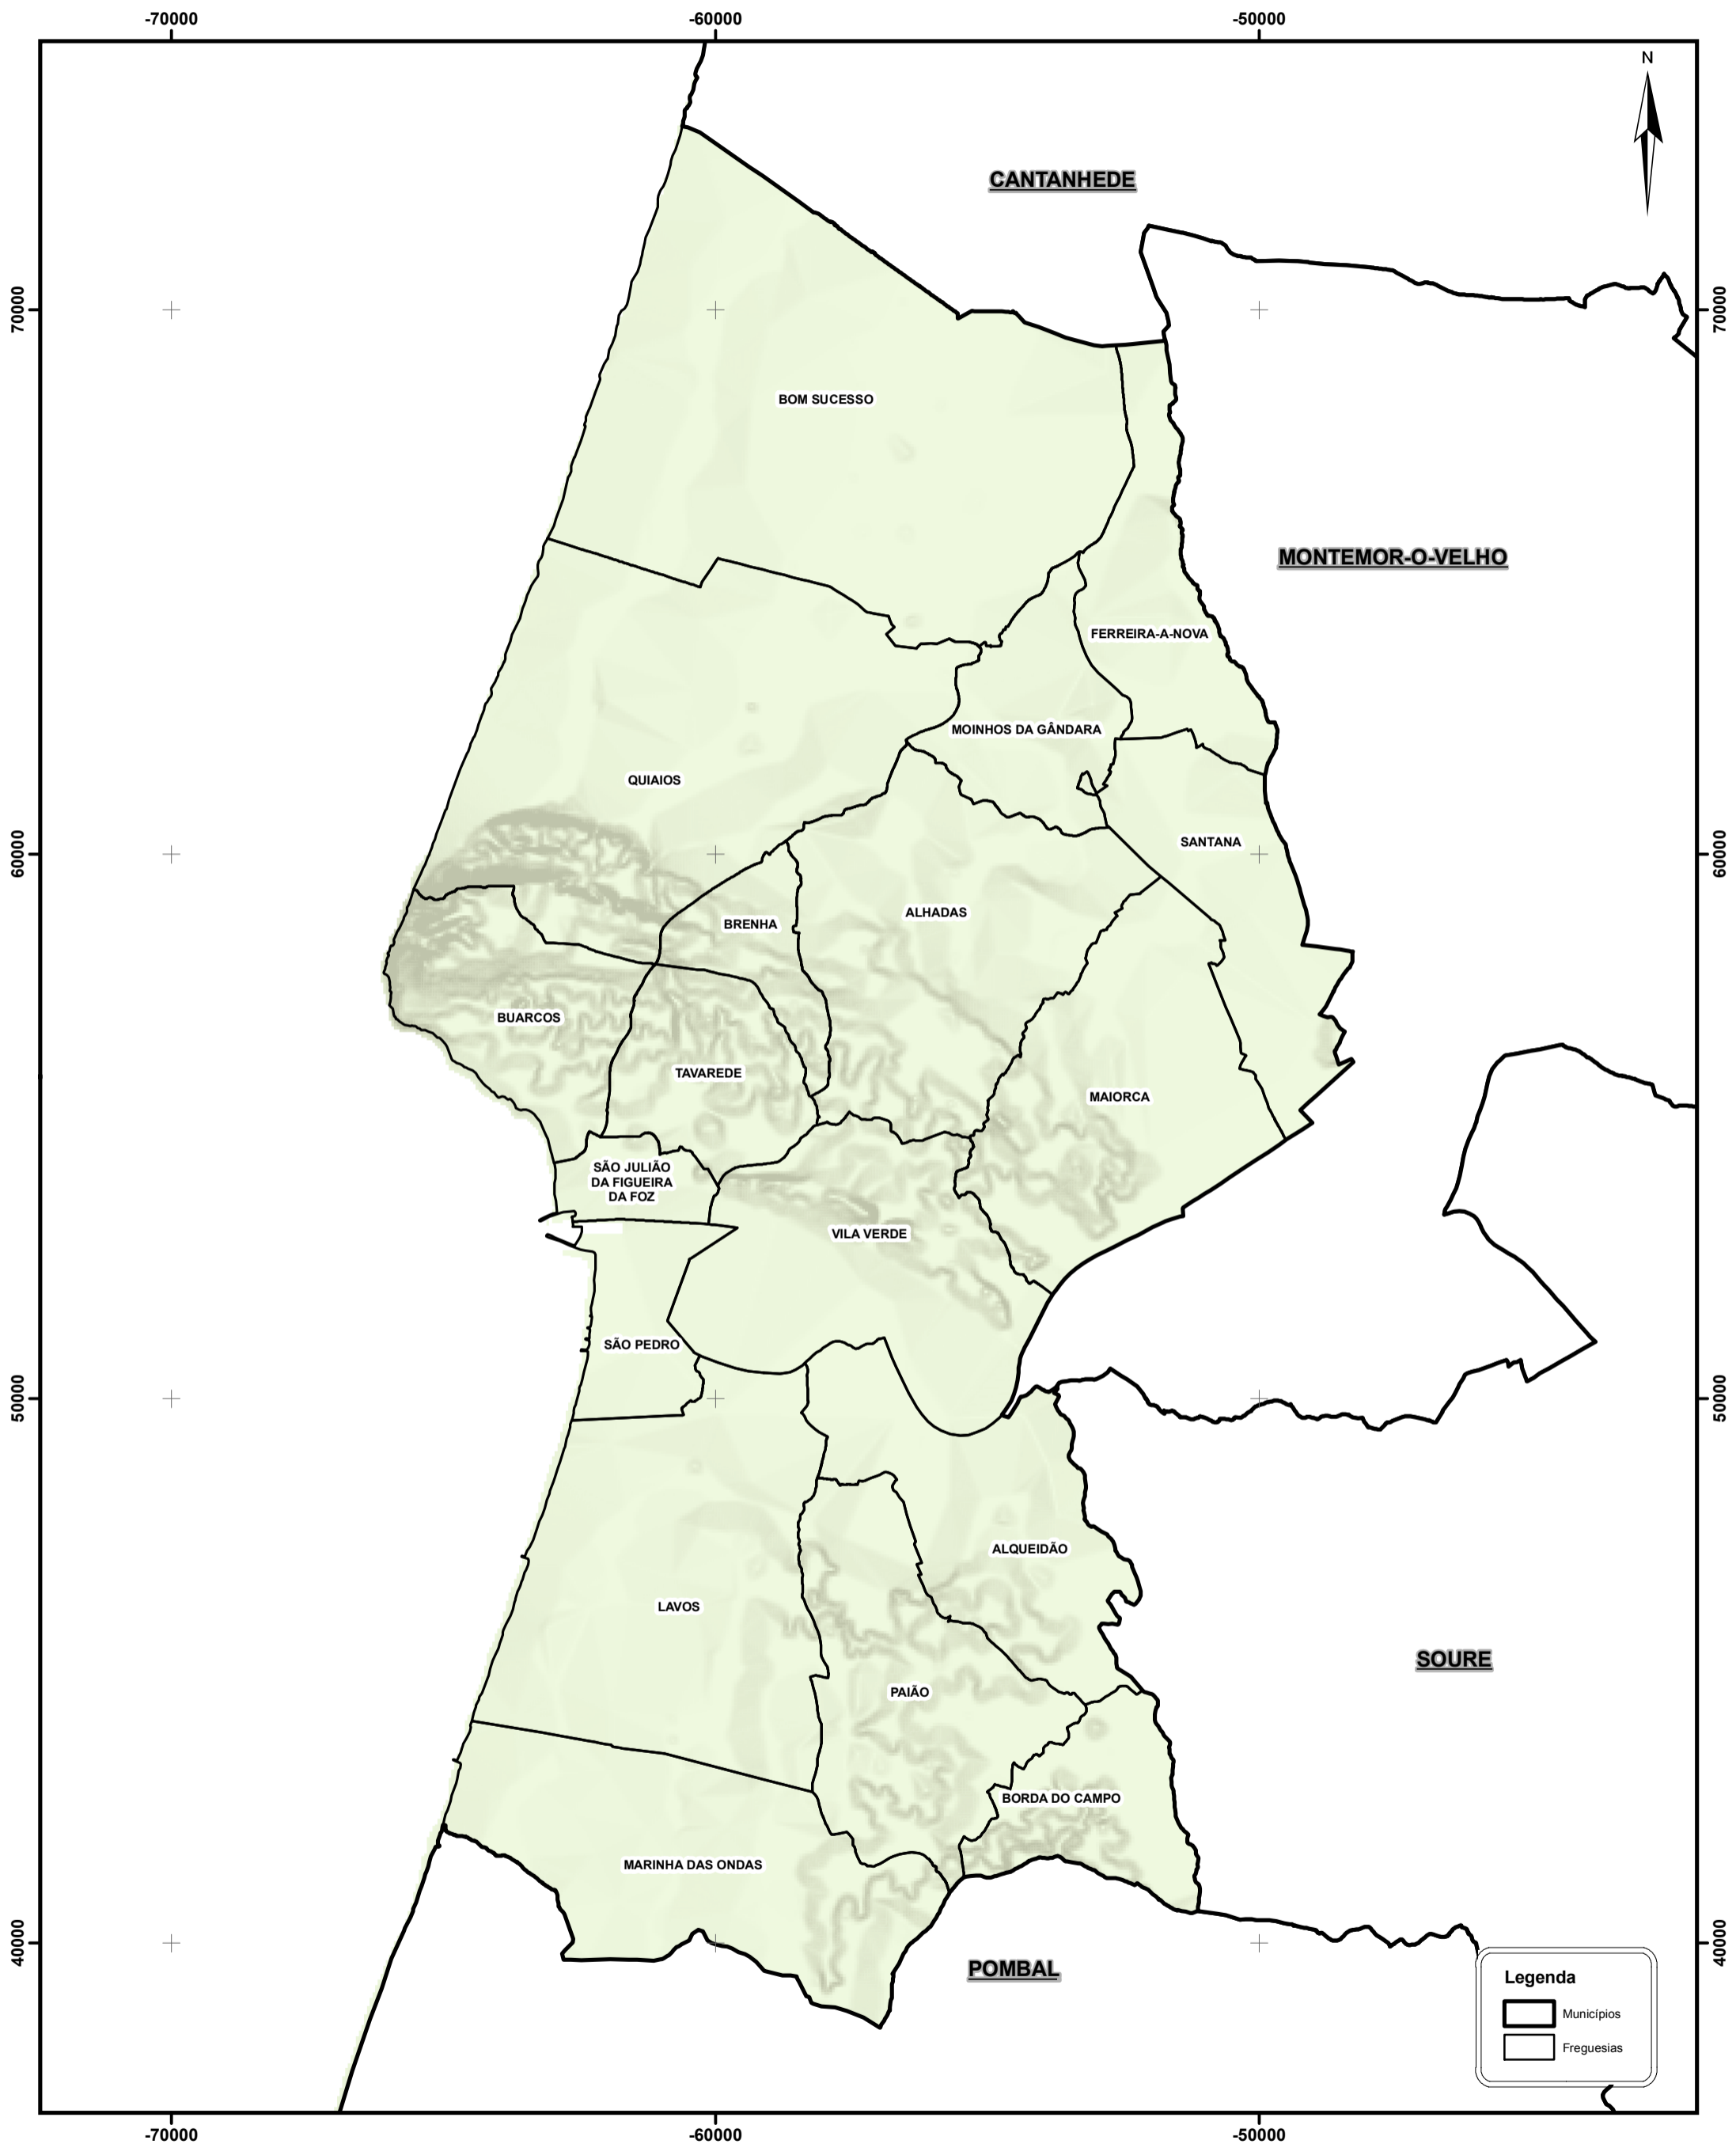 -70000 -60000 -50000
N
CANTANHEDE
70000 70000
BOM SUCESSO
MONTEMOR-O-VELHO
FERREIRA-A-NOVA
MOINHOS DA GÂNDARA
QUIAIOS
SANTANA
60000 60000
ALHADAS
BRENHA
BUARCOS
TAVAREDE
MAIORCA
SÃO JULIÃO
DA FIGUEIRA
DA FOZ
VILA VERDE
SÃO PEDRO
50000 50000
ALQUEIDÃO
LAVOS
SOURE
PAIÃO
BORDA DO CAMPO
MARINHA DAS ONDAS
40000 40000
POMBAL
Legenda
Municípios
Freguesias
-70000 -60000 -50000